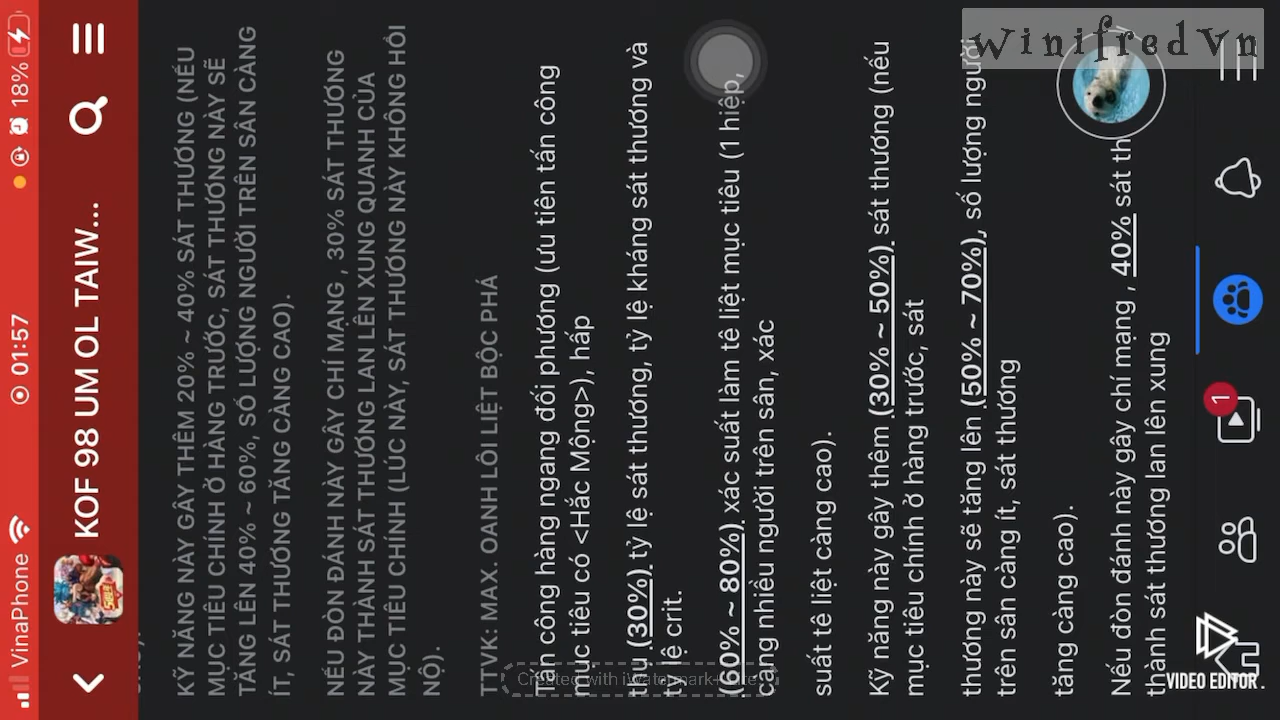 WinifredVn
VinaPhone
01:57
18%
KOF 98 UM OL TAIW...
KỸ NĂNG NÀY GÂY THÊM 20% ~ 40% SÁT THƯƠNG (NẾU
MỤC TIÊU CHÍNH Ở HÀNG TRƯỚC, SÁT THƯƠNG NÀY SẼ
TĂNG LÊN 40% ~ 60%, SỐ LƯỢNG NGƯỜI TRÊN SÂN CÀNG
ÍT, SÁT THƯƠNG TĂNG CÀNG CAO).
NẾU ĐÒN ĐÁNH NÀY GÂY CHÍ MẠNG , 30% SÁT THƯƠNG
NÀY THÀNH SÁT THƯƠNG LAN LÊN XUNG QUANH CỦA
MỤC TIÊU CHÍNH (LÚC NÀY, SÁT THƯƠNG NÀY KHÔNG HỒI
NỘ).
TTVK: MAX. OANH LÔI LIỆT BỘC PHÁ
Tấn công hàng ngang đối phương (ưu tiên tấn công
mục tiêu có <Hắc Mộng>), hấp
thụ (30%) tỷ lệ sát thương, tỷ lệ kháng sát thương và
tỷ lệ crit.
(60% ~ 80%) xác suất làm tê liệt mục tiêu (1 hiệp,
càng nhiều người trên sân, xác
suất tê liệt càng cao).
Kỹ năng này gây thêm (30% ~ 50%) sát thương (nếu
mục tiêu chính ở hàng trước, sát
thương này sẽ tăng lên (50% ~ 70%), số lượng người
trên sân càng ít, sát thương
tăng càng cao).
Nếu đòn đánh này gây chí mạng , 40% sát th
thành sát thương lan lên xung
1
Created with iWatermark+ Lite
VIDEO EDITOR .